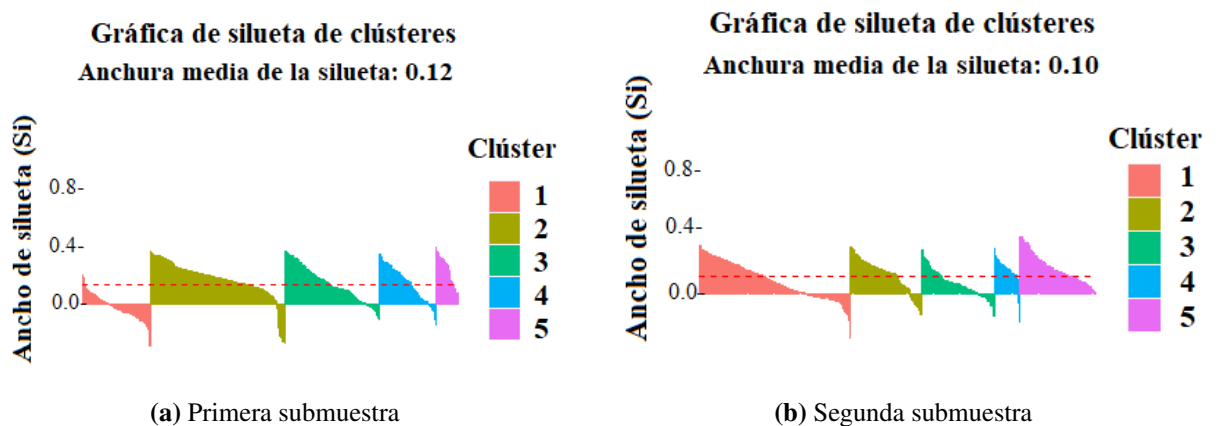 Gráfica de silueta de clústeres
Anchura media de la silueta: 0.12
Ancho de silueta (Si)
0.8-
0.4-
0.0-
Clúster
1
2
3
4
5
(a) Primera submuestra
Gráfica de silueta de clústeres
Anchura media de la silueta: 0.10
Ancho de silueta (Si)
0.8-
0.4-
0.0-
Clúster
1
2
3
4
5
(b) Segunda submuestra